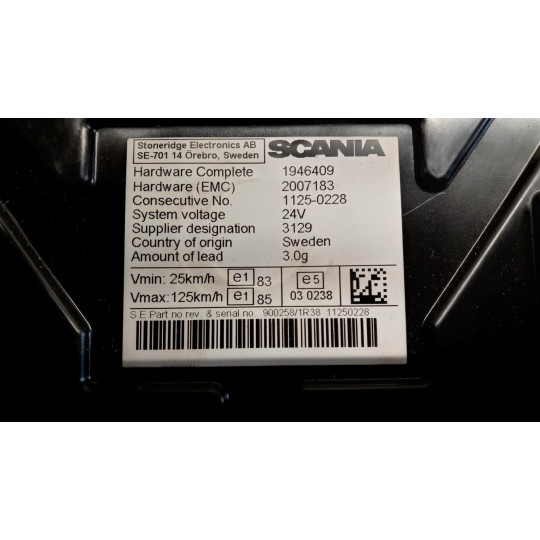 Stoneridge Electronics AB
SE-701 14 Örebro, Sweden
SCANIA
Hardware Complete 1946409
Hardware (EMC) 2007183
Consecutive No. 1125-0228
System voltage 24V
Supplier designation 3129
Country of origin Sweden
Amount of lead 3.0g
Vmin: 25km/h e1 83 e5
Vmax: 125km/h e1 85 03 0238
S.E Part no rev. & serial no. 900258/1R38 11250228